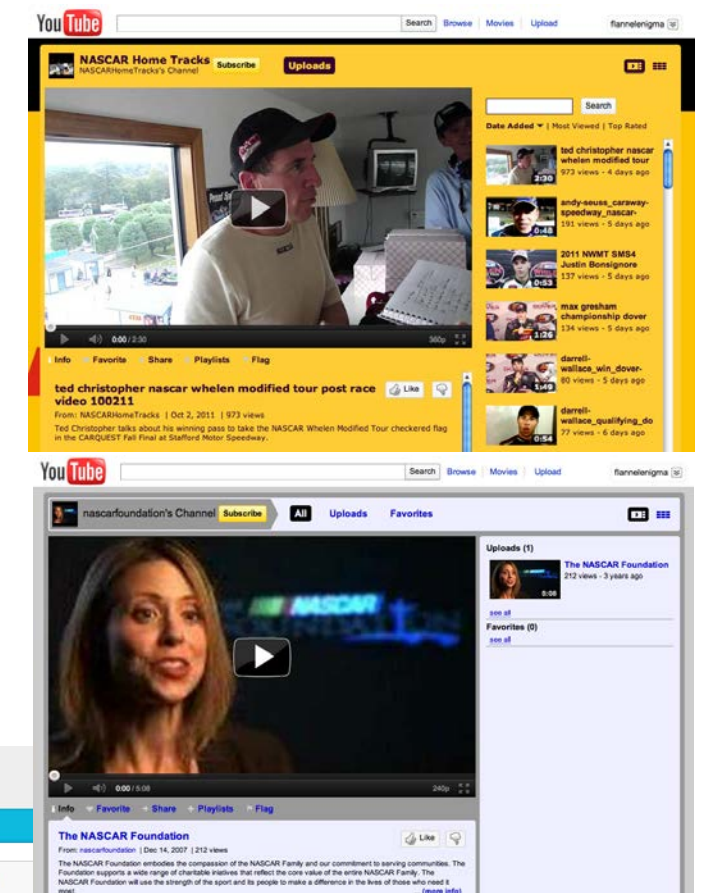 You Tube Search Browse Movies Upload flannelenigma
NASCAR Home Tracks
NASCARHomeTracks's Channel
Subscribe Uploads
Search
Date Added ▼ | Most Viewed | Top Rated
ted christopher nascar
whelen modified tour
973 views - 4 days ago
2:30
andy-seuss_caraway-
speedway_nascar-
191 views - 5 days ago
0:48
2011 NWMT SMS4
Justin Bonsignore
137 views - 5 days ago
0:53
max gresham
championship dover
134 views - 5 days ago
1:26
darrell-
wallace_win_dover-
80 views - 5 days ago
1:49
darrell-
wallace_qualifying_do
77 views - 6 days ago
0:54
0:00 / 2:30 360p
Info Favorite Share Playlists Flag
ted christopher nascar whelen modified tour post race
video 100211
Like
From: NASCARHomeTracks | Oct 2, 2011 | 973 views
Ted Christopher talks about his winning pass to take the NASCAR Whelen Modified Tour checkered flag
in the CARQUEST Fall Final at Stafford Motor Speedway.
You Tube Search Browse Movies Upload flannelenigma
nascarfoundation's Channel Subscribe All Uploads Favorites
NASCAR
Uploads (1)
The NASCAR Foundation
212 views - 3 years ago
5:08
see all
Favorites (0)
see all
0:00 / 5:08 240p
Info Favorite Share Playlists Flag
The NASCAR Foundation
Like
From: nascarfoundation | Dec 14, 2007 | 212 views
The NASCAR Foundation embodies the compassion of the NASCAR Family and our commitment to serving communities. The
Foundation supports a wide range of charitable iniatives that reflect the core value of the entire NASCAR Family. The
NASCAR Foundation will use the strength of the sport and its people to make a difference in the lives of those who need it
most. (more info)